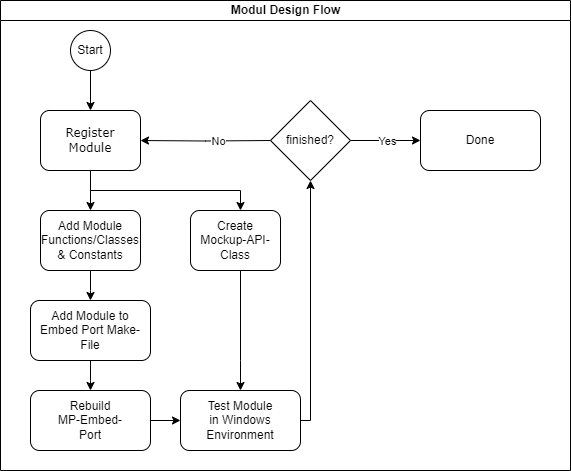 Modul Design Flow
Start
Register
Module
No
finished?
Yes
Done
Add Module
Functions/Classes
& Constants
Create
Mockup-API-
Class
Add Module to
Embed Port Make-
File
Rebuild
MP-Embed-
Port
Test Module
in Windows
Environment